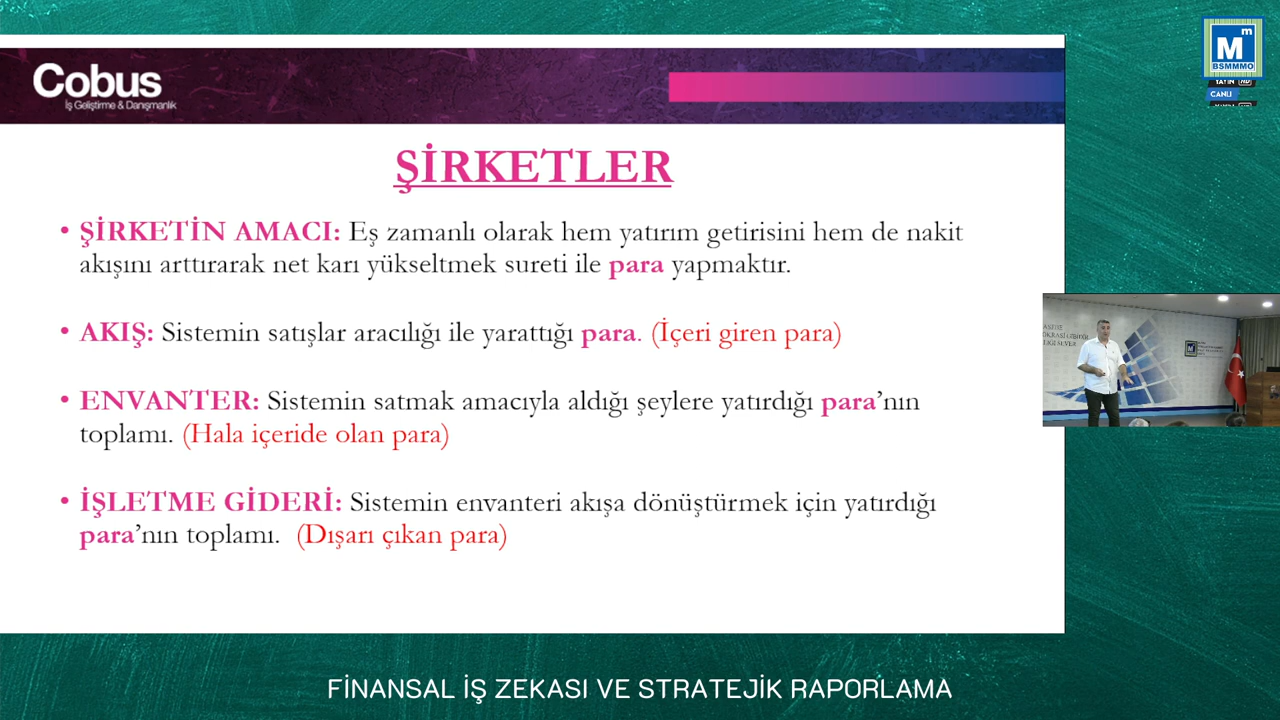 Cobus
İş Geliştirme & Danışmanlık
M m
BSMMMO
YAYIN HD
CANLI
ŞİRKETLER
• ŞİRKETİN AMACI: Eş zamanlı olarak hem yatırım getirisini hem de nakit
akışını arttırarak net karı yükseltmek sureti ile para yapmaktır.
• AKIŞ: Sistemin satışlar aracılığı ile yarattığı para. (İçeri giren para)
• ENVANTER: Sistemin satmak amacıyla aldığı şeylere yatırdığı para’nın
toplamı. (Hala içeride olan para)
• İŞLETME GİDERİ: Sistemin envanteri akışa dönüştürmek için yatırdığı
para’nın toplamı. (Dışarı çıkan para)
FİNANSAL İŞ ZEKASI VE STRATEJİK RAPORLAMA